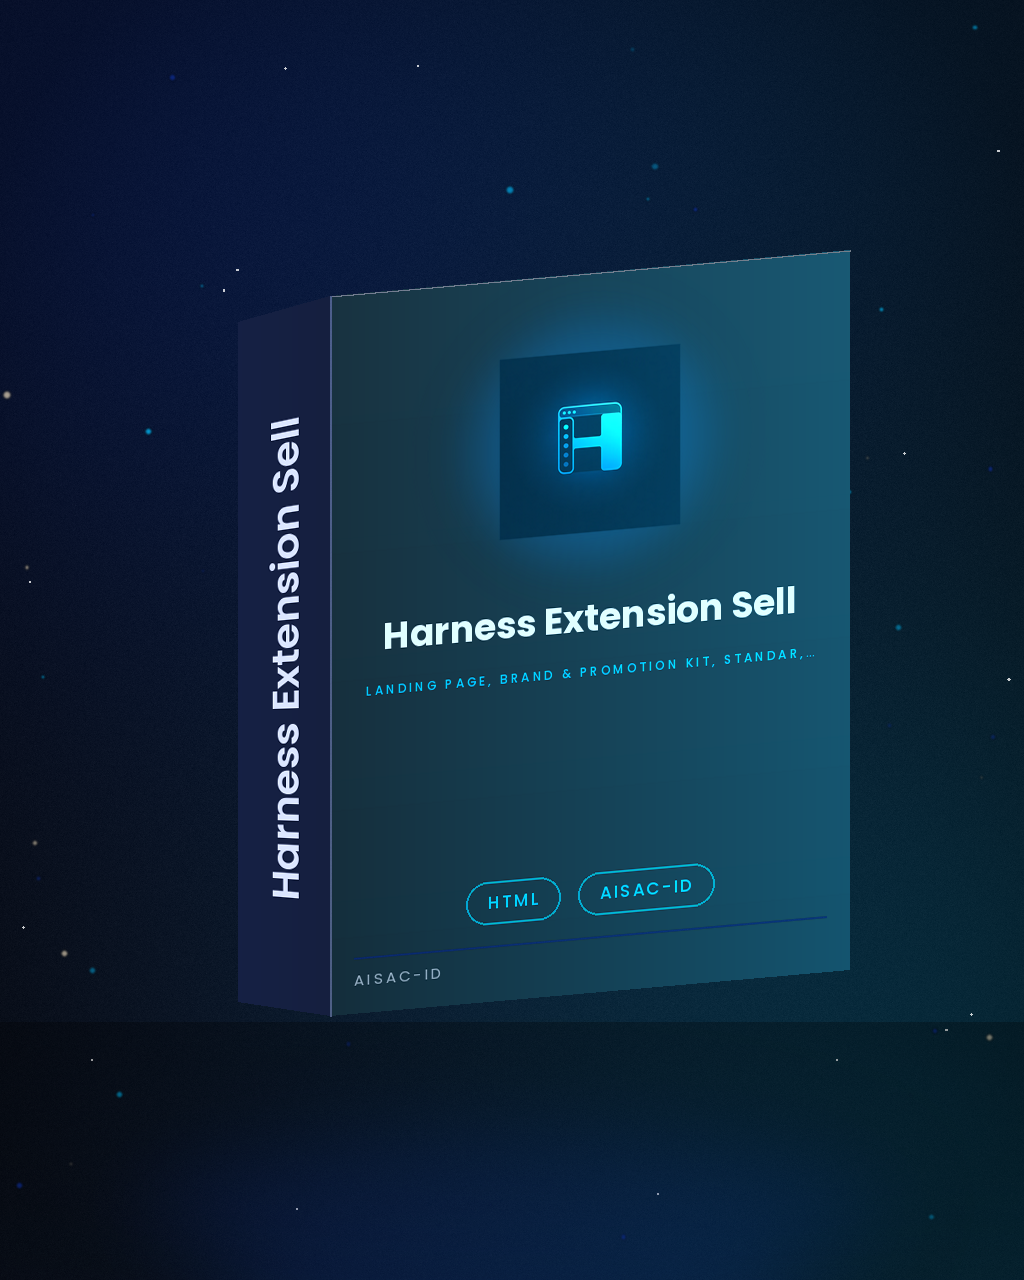 Harness Extension Sell
Harness Extension Sell
LANDING PAGE, BRAND & PROMOTION KIT, STANDAR,...
HTML
AISAC-ID
AISAC-ID